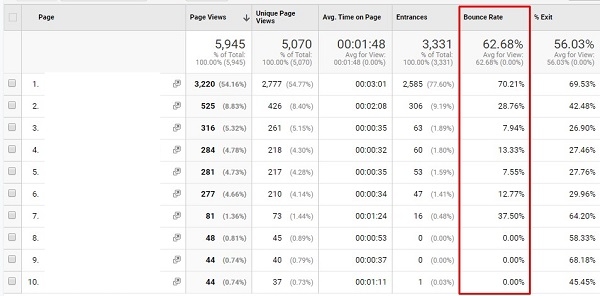 Page Page Views Unique Page Views Avg. Time on Page Entrances Bounce Rate % Exit
5,945 5,070 00:01:48 3,331 62.68% 56.03%
% of Total: 100.00% (5,945) % of Total: 100.00% (5,070) Avg for View: 00:01:48 (0.00%) % of Total: 100.00% (3,331) Avg for View: 62.68% (0.00%) Avg for View: 56.03% (0.00%)
1. 3,220 (54.16%) 2,777 (54.77%) 00:03:01 2,585 (77.60%) 70.21% 69.53%
2. 525 (8.83%) 426 (8.40%) 00:02:08 306 (9.19%) 28.76% 42.48%
3. 316 (5.32%) 261 (5.15%) 00:00:35 63 (1.89%) 7.94% 26.90%
4. 284 (4.78%) 218 (4.30%) 00:00:32 60 (1.80%) 13.33% 27.46%
5. 281 (4.73%) 217 (4.28%) 00:00:35 53 (1.59%) 7.55% 27.76%
6. 277 (4.66%) 210 (4.14%) 00:00:34 47 (1.41%) 12.77% 29.96%
7. 81 (1.36%) 73 (1.44%) 00:01:24 16 (0.48%) 37.50% 64.20%
8. 48 (0.81%) 45 (0.89%) 00:00:53 0 (0.00%) 0.00% 58.33%
9. 44 (0.74%) 40 (0.79%) 00:00:37 0 (0.00%) 0.00% 68.18%
10. 44 (0.74%) 37 (0.73%) 00:01:11 1 (0.03%) 0.00% 45.45%